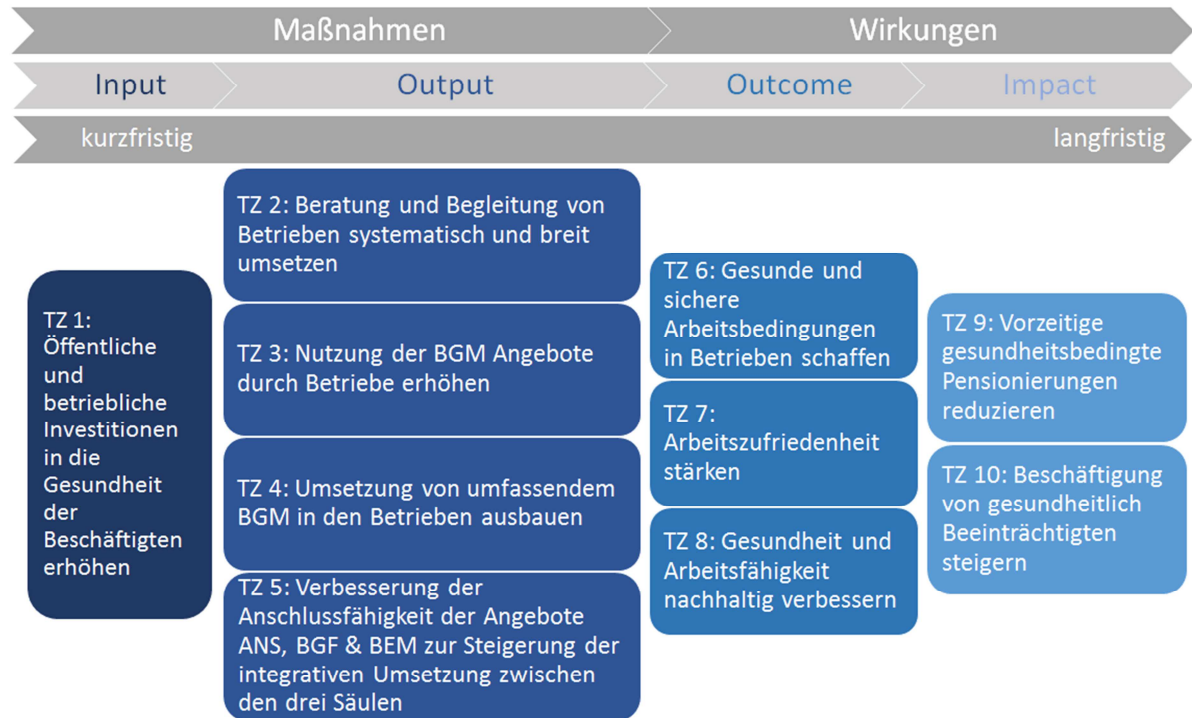 Maßnahmen
Wirkungen
Input
Output
Outcome
Impact
kurzfristig
langfristig
TZ 1:
Öffentliche
und
betriebliche
Investitionen
in die
Gesundheit
der
Beschäftigten
erhöhen
TZ 2: Beratung und Begleitung von
Betrieben systematisch und breit
umsetzen
TZ 3: Nutzung der BGM Angebote
durch Betriebe erhöhen
TZ 4: Umsetzung von umfassendem
BGM in den Betrieben ausbauen
TZ 5: Verbesserung der
Anschlussfähigkeit der Angebote
ANS, BGF & BEM zur Steigerung der
integrativen Umsetzung zwischen
den drei Säulen
TZ 6: Gesunde und
sichere
Arbeitsbedingungen
in Betrieben schaffen
TZ 7:
Arbeitszufriedenheit
stärken
TZ 8: Gesundheit und
Arbeitsfähigkeit
nachhaltig verbessern
TZ 9: Vorzeitige
gesundheitsbedingte
Pensionierungen
reduzieren
TZ 10: Beschäftigung
von gesundheitlich
Beeinträchtigten
steigern